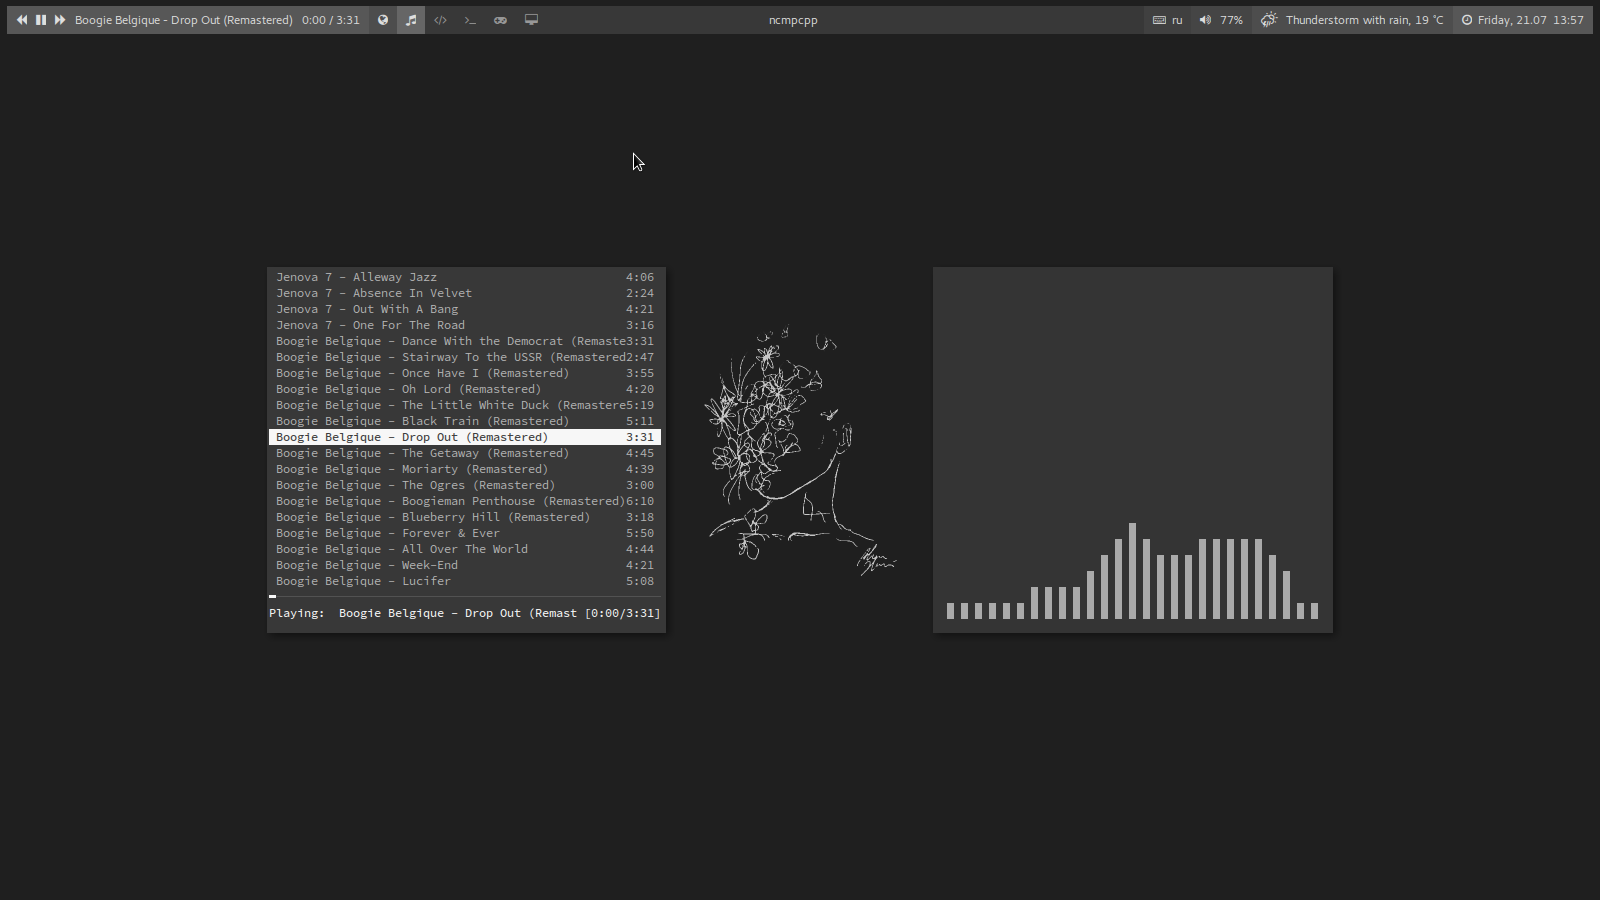 Boogie Belgique - Drop Out (Remastered) 0:00 / 3:31
ncmpcpp
ru 77% Thunderstorm with rain, 19 °C Friday, 21.07 13:57
Jenova 7 - Alleway Jazz 4:06
Jenova 7 - Absence In Velvet 2:24
Jenova 7 - Out With A Bang 4:21
Jenova 7 - One For The Road 3:16
Boogie Belgique - Dance With the Democrat (Remaste3:31
Boogie Belgique - Stairway To the USSR (Remastered2:47
Boogie Belgique - Once Have I (Remastered) 3:55
Boogie Belgique - Oh Lord (Remastered) 4:20
Boogie Belgique - The Little White Duck (Remastere5:19
Boogie Belgique - Black Train (Remastered) 5:11
Boogie Belgique - Drop Out (Remastered) 3:31
Boogie Belgique - The Getaway (Remastered) 4:45
Boogie Belgique - Moriarty (Remastered) 4:39
Boogie Belgique - The Ogres (Remastered) 3:00
Boogie Belgique - Boogieman Penthouse (Remastered)6:10
Boogie Belgique - Blueberry Hill (Remastered) 3:18
Boogie Belgique - Forever & Ever 5:50
Boogie Belgique - All Over The World 4:44
Boogie Belgique - Week-End 4:21
Boogie Belgique - Lucifer 5:08
Playing: Boogie Belgique - Drop Out (Remast [0:00/3:31]